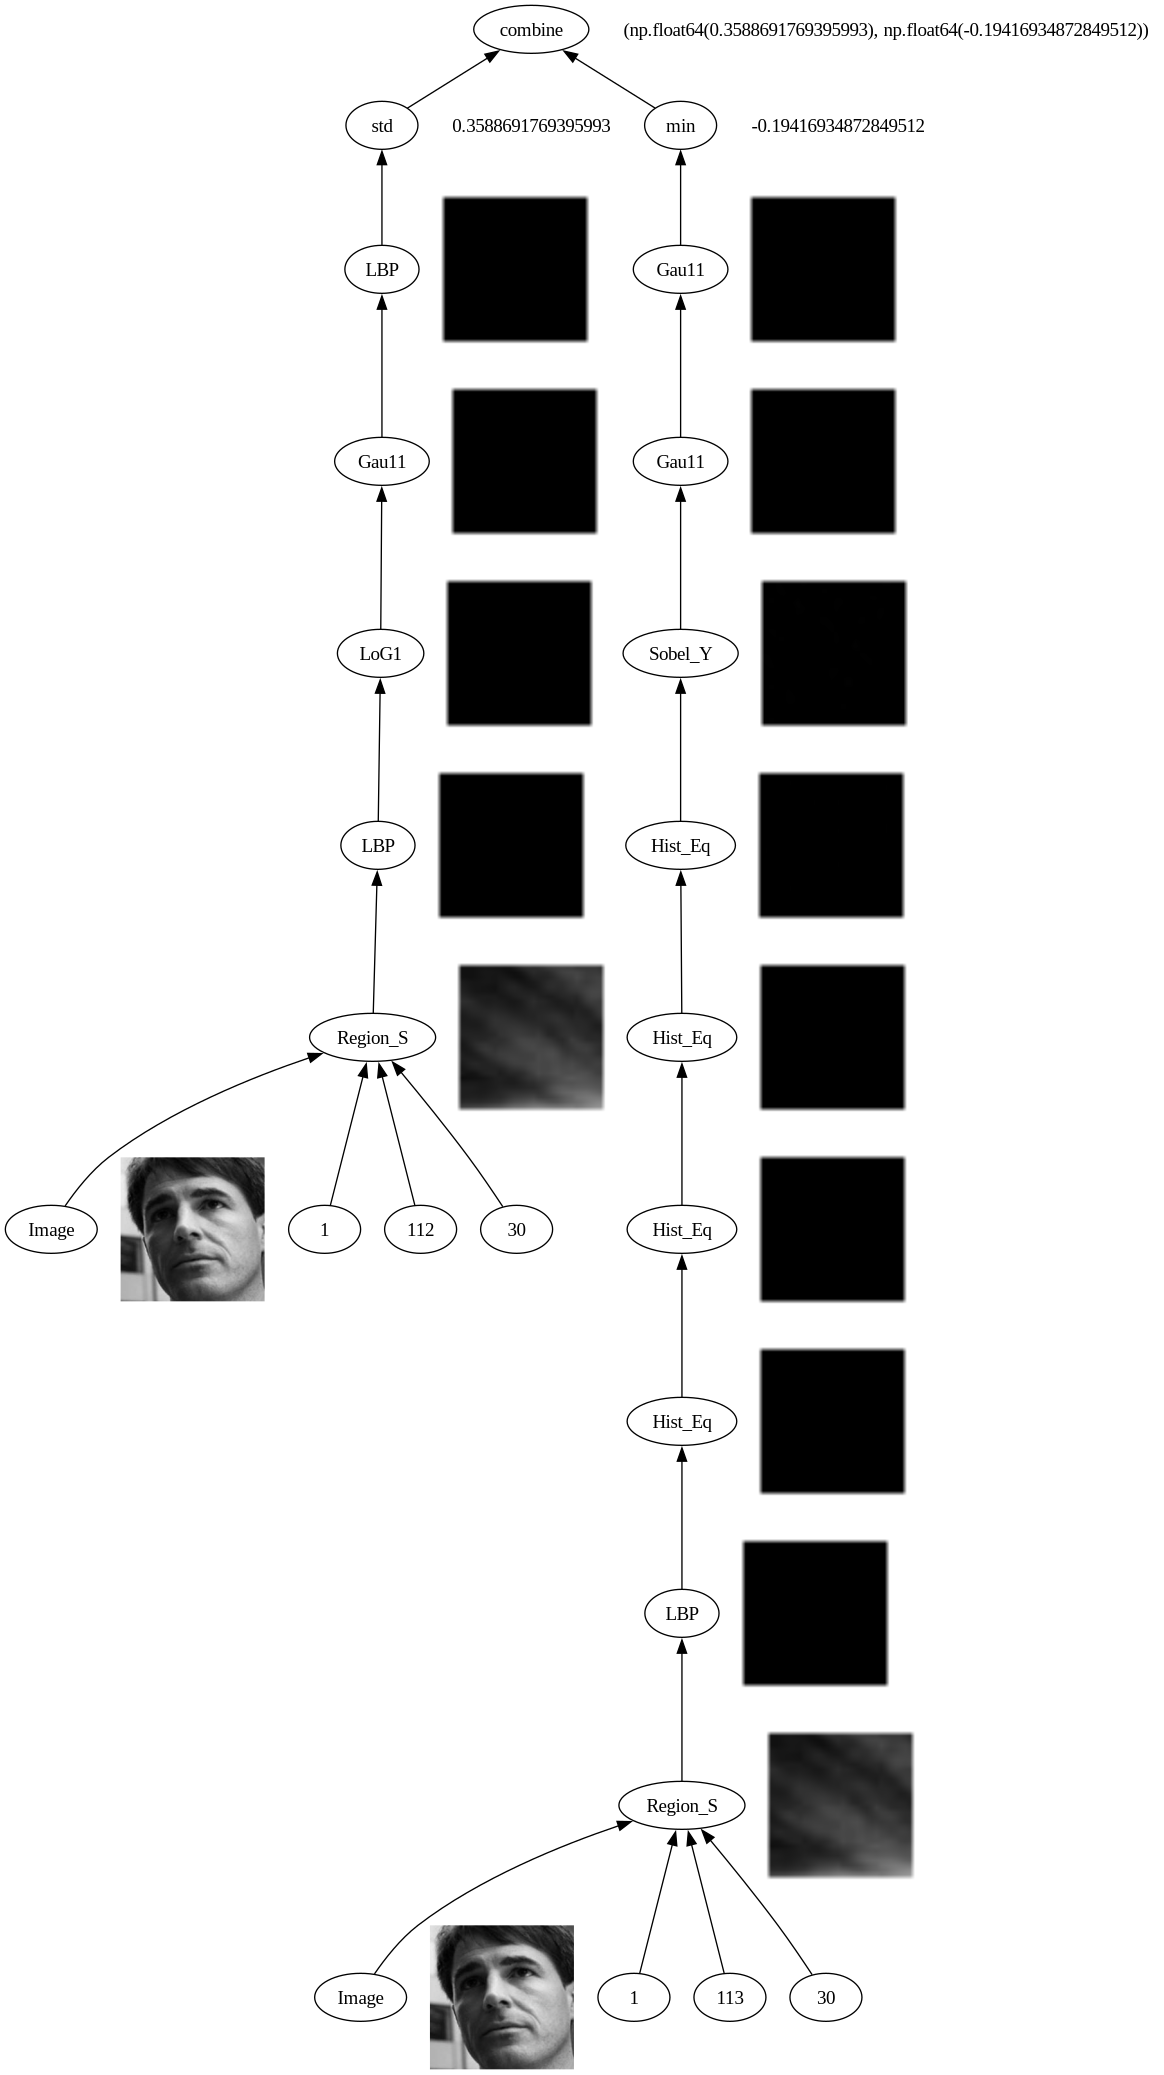 combine (np.float64(0.3588691769395993), np.float64(-0.19416934872849512))
std 0.3588691769395993 min -0.19416934872849512
LBP Gau11
Gau11 Gau11
LoG1 Sobel_Y
LBP Hist_Eq
Region_S Hist_Eq
Image 1 112 30 Hist_Eq
Hist_Eq
LBP
Region_S
Image 1 113 30